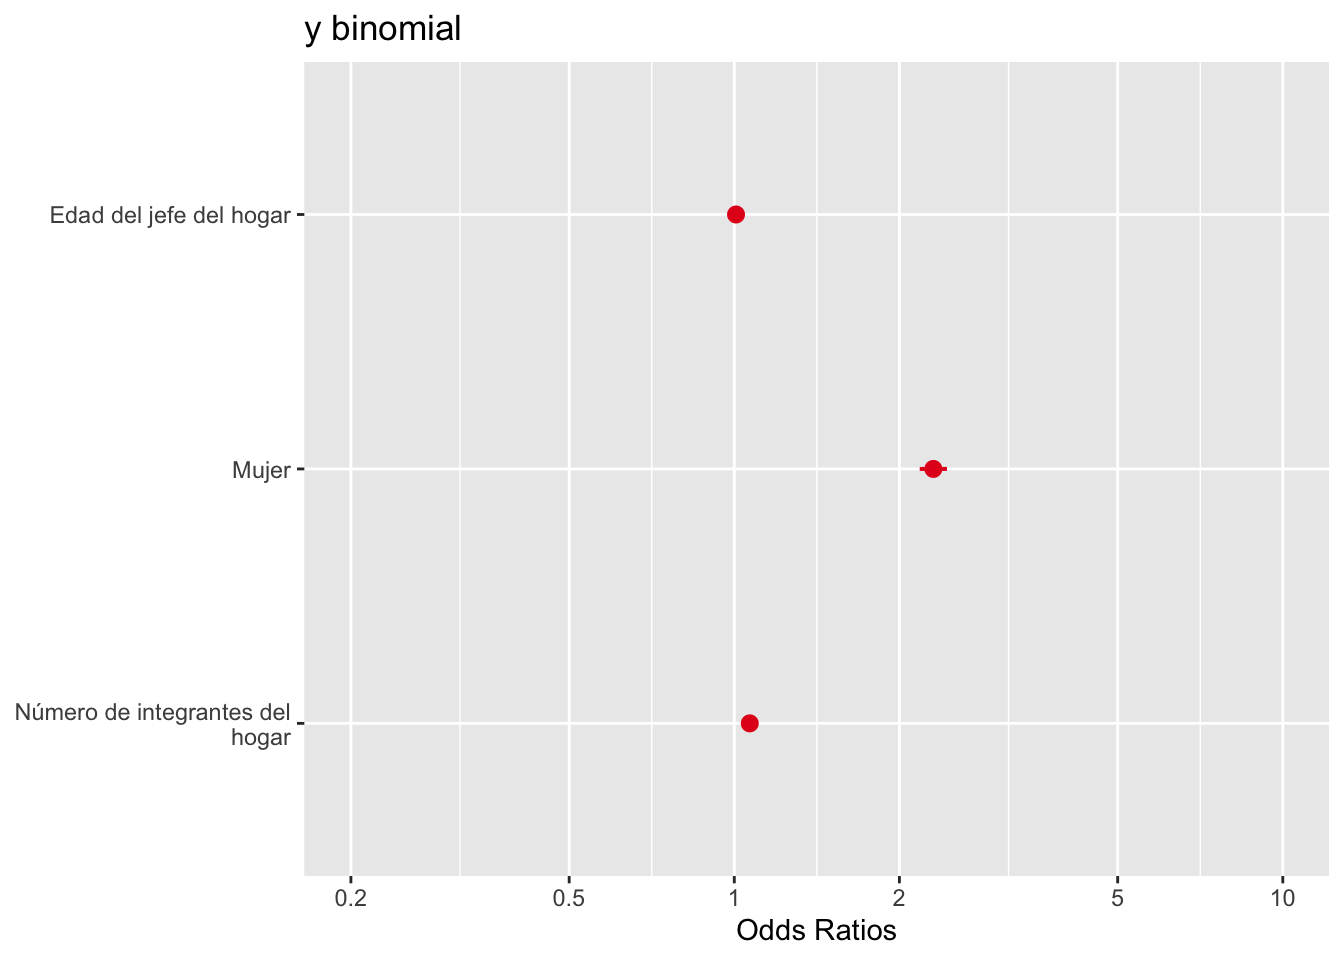 y binomial
Edad del jefe del hogar
Mujer
Número de integrantes del
hogar
0.2
0.5
1
2
5
10
Odds Ratios